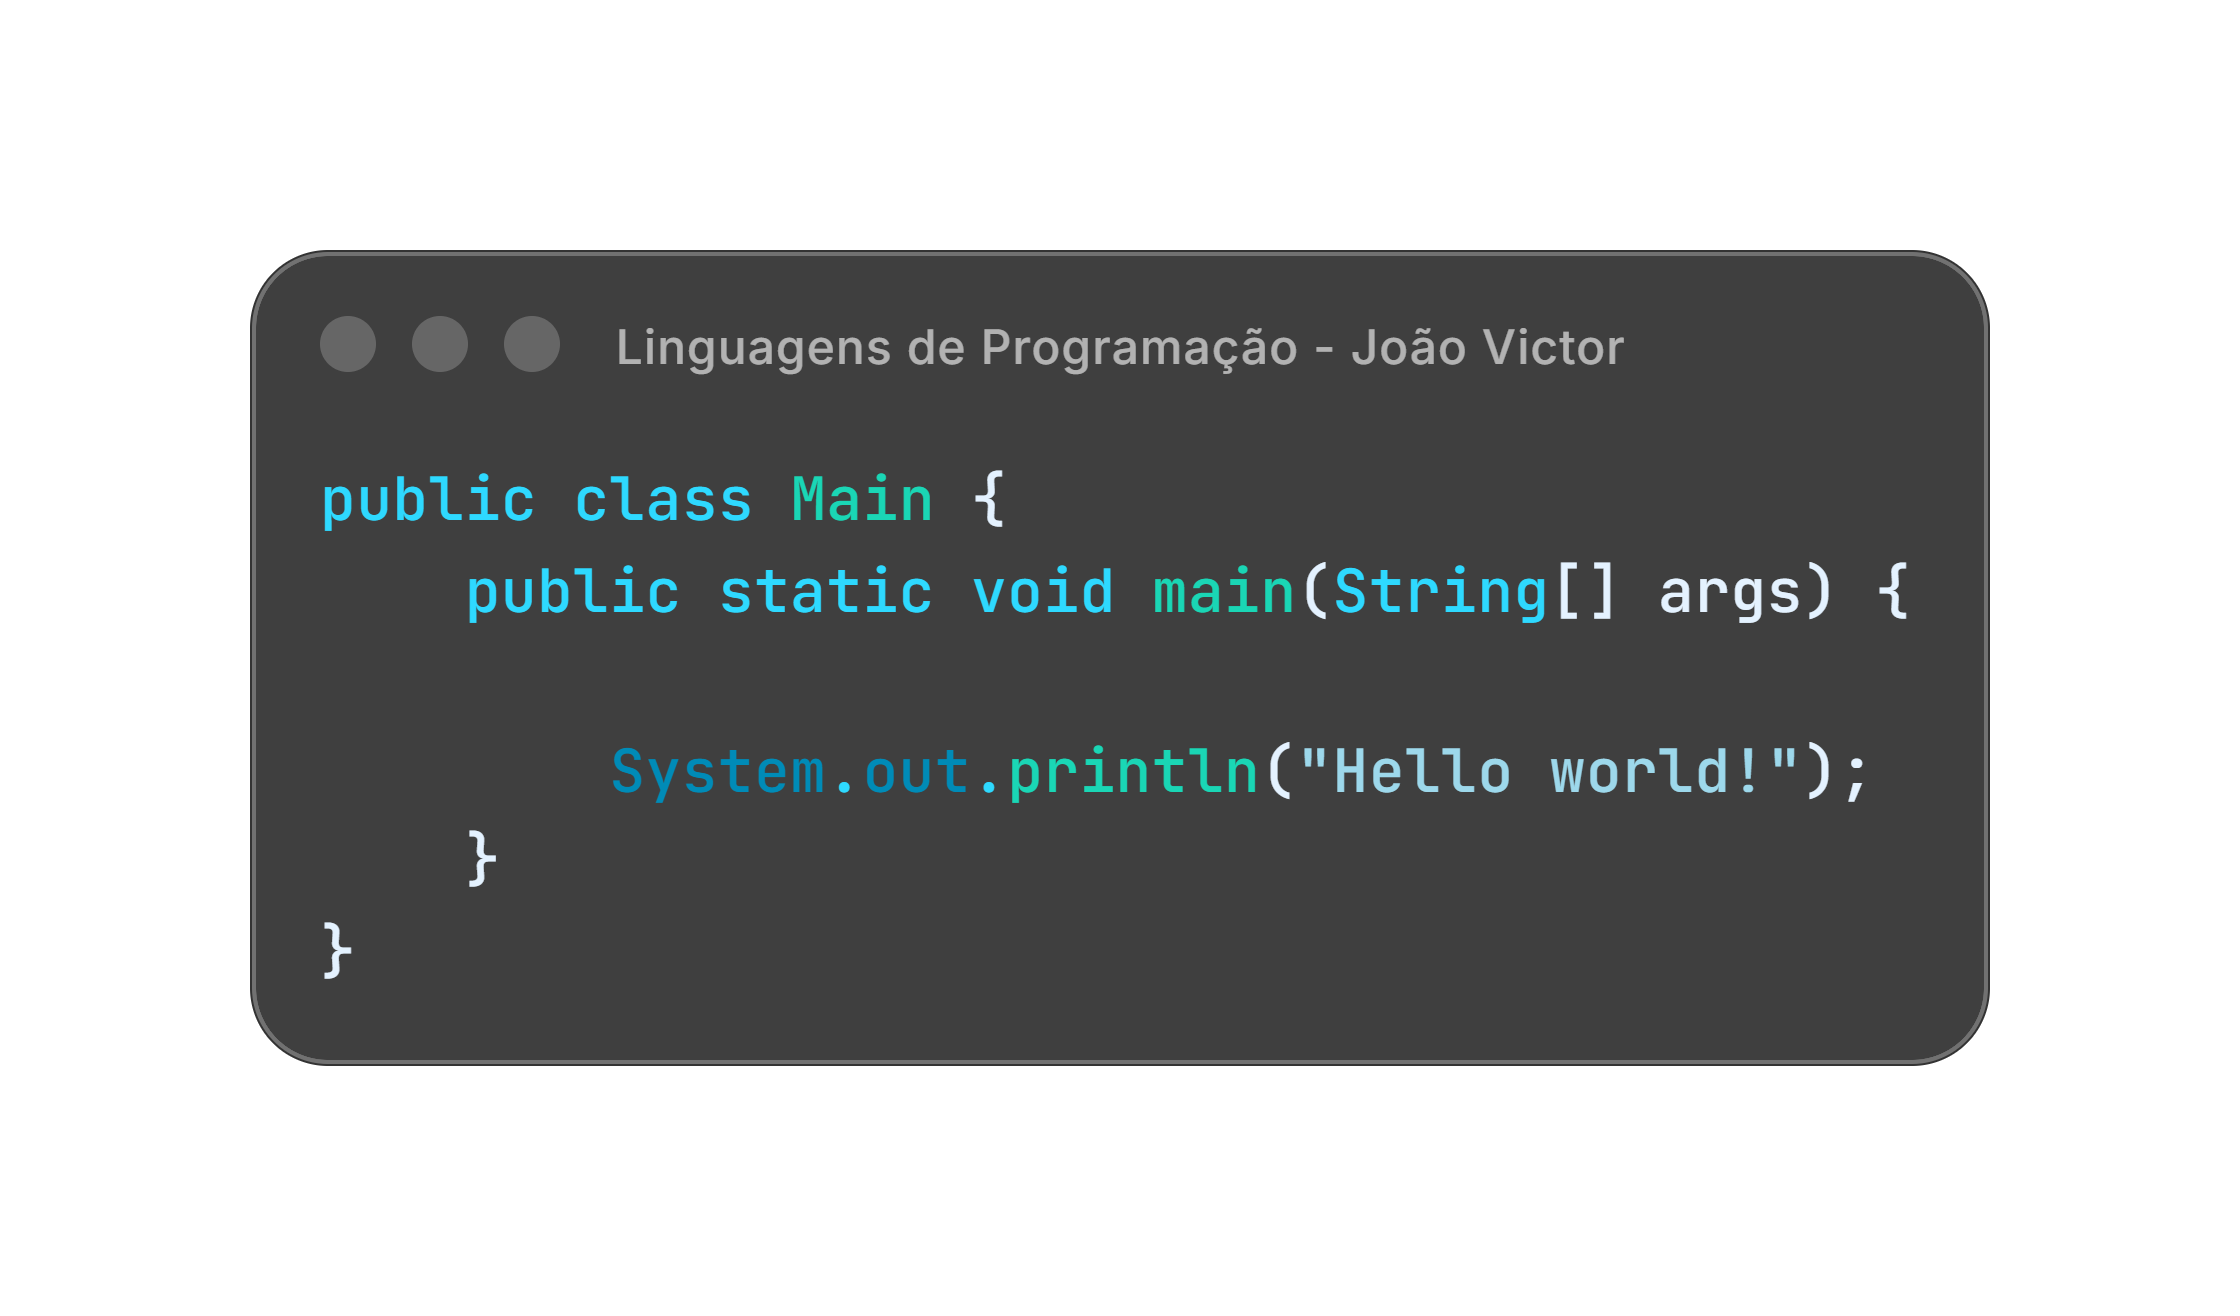 Linguagens de Programação - João Victor
public class Main {
    public static void main(String[] args) {

        System.out.println("Hello world!");
    }
}